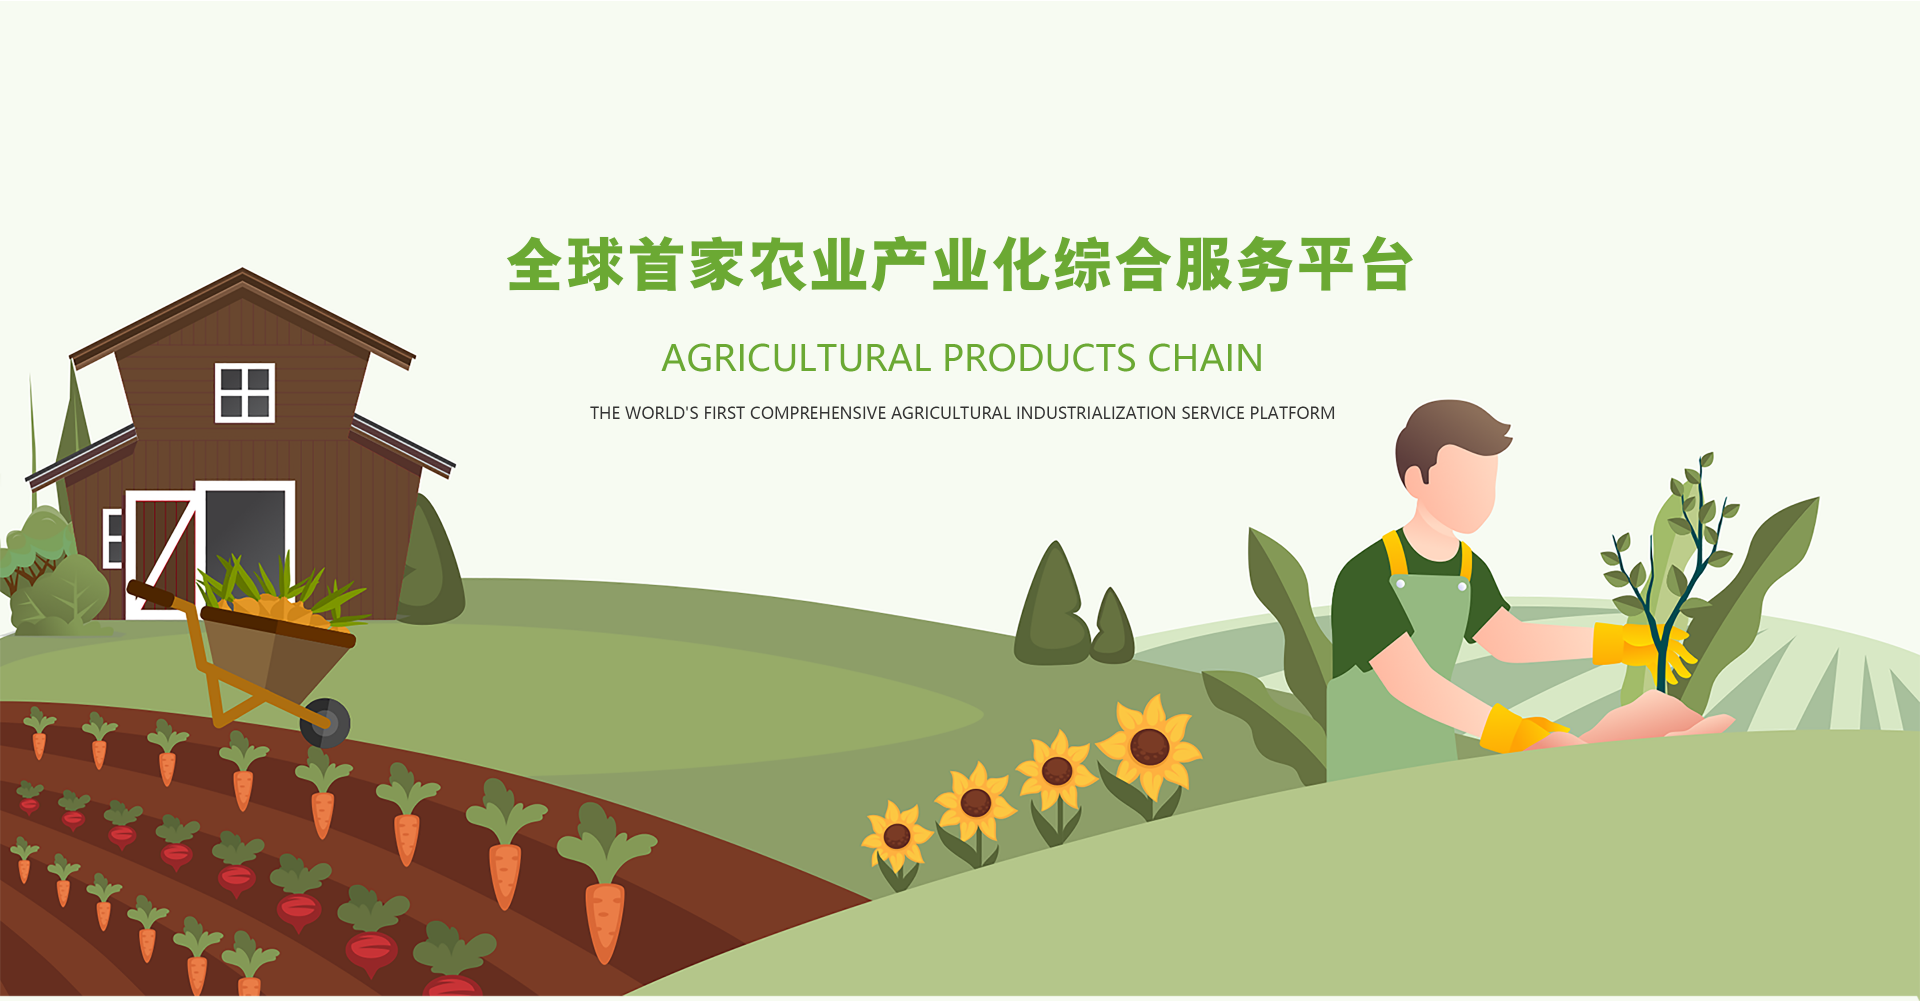 全球首家农业产业化综合服务平台
AGRICULTURAL PRODUCTS CHAIN
THE WORLD'S FIRST COMPREHENSIVE AGRICULTURAL INDUSTRIALIZATION SERVICE PLATFORM